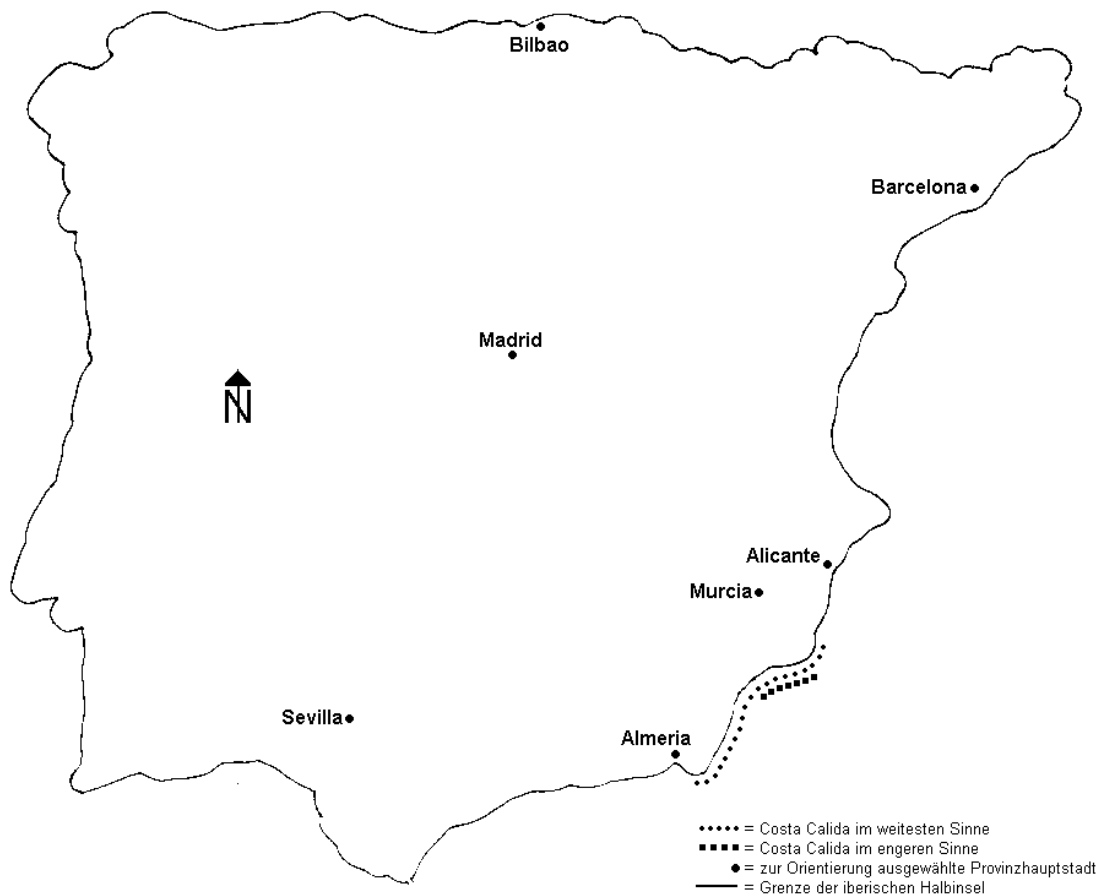 Bilbao
Barcelona
Madrid
N
Alicante
Murcia
Sevilla
Almeria
= Costa Calida im weitesten Sinne
= Costa Calida im engeren Sinne
= zur Orientierung ausgewählte Provinzhauptstadt
= Grenze der iberischen Halbinsel